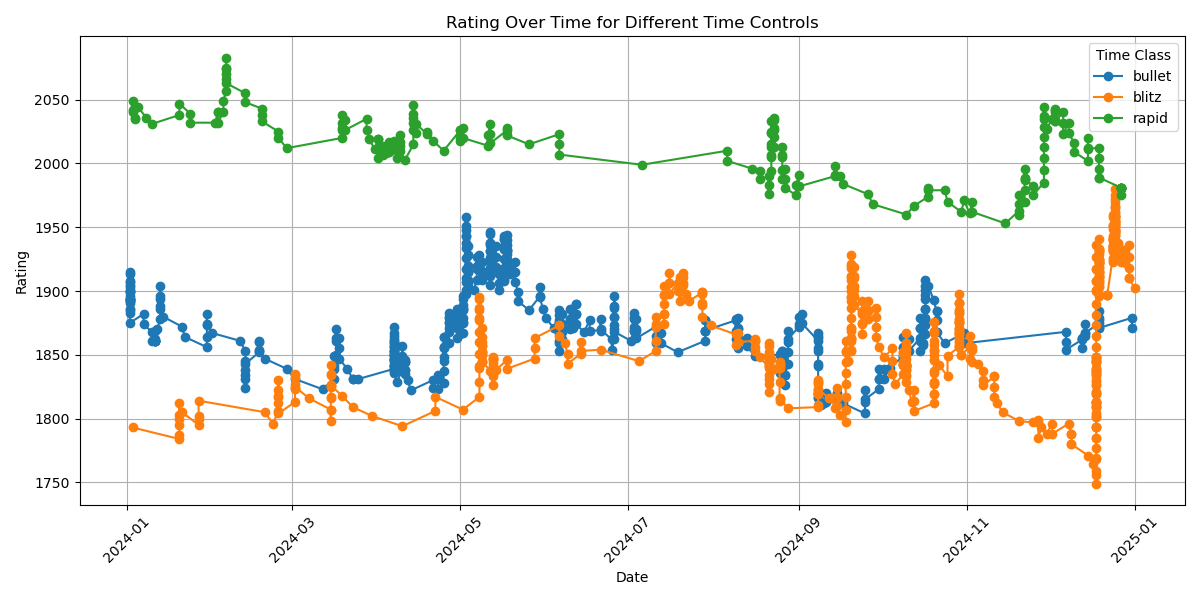 Rating Over Time for Different Time Controls
Time Class
bullet
blitz
rapid
Rating
2050
2000
1950
1900
1850
1800
1750
2024-01
2024-03
2024-05
2024-07
2024-09
2024-11
2025-01
Date